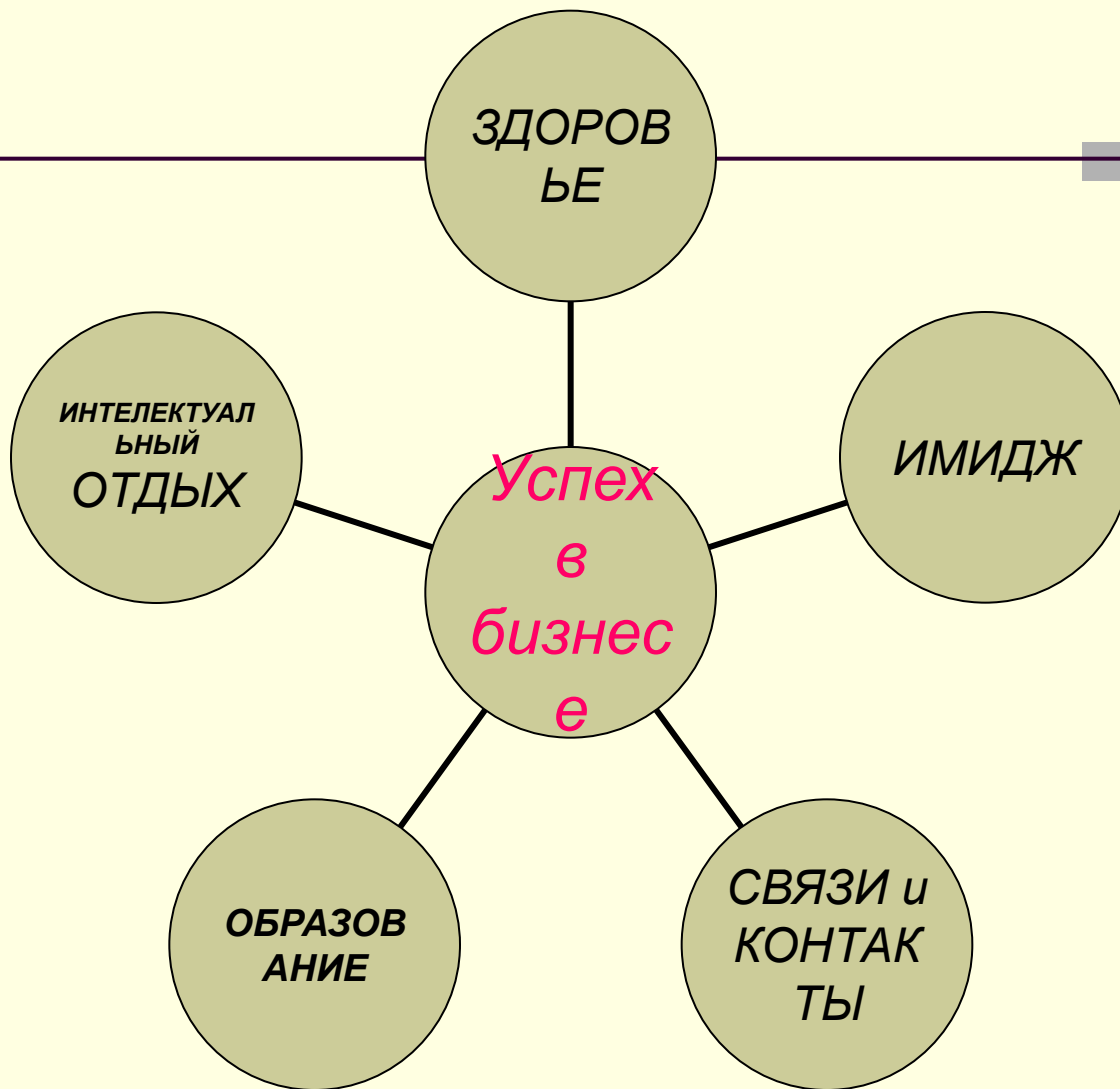 ЗДОРОВ
ЬЕ
ИНТЕЛЕКТУАЛ
ЬНЫЙ
ОТДЫХ
ИМИДЖ
Успех
в
бизнес
е
ОБРАЗОВ
АНИЕ
СВЯЗИ и
КОНТАК
ТЫ